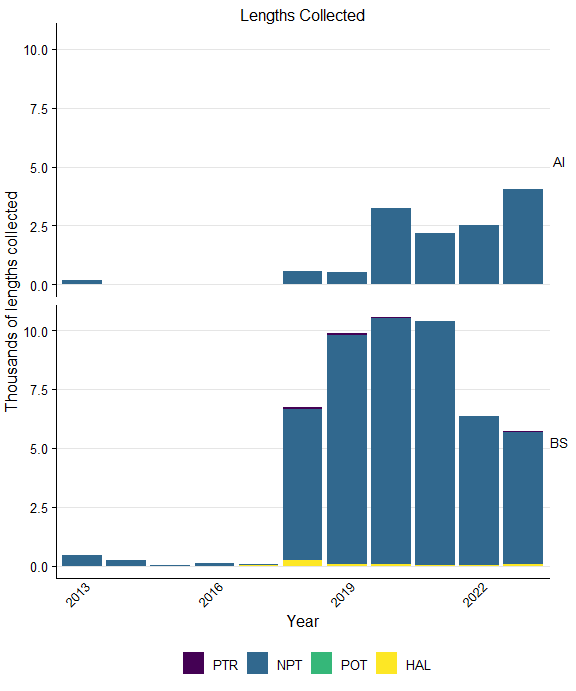 Lengths Collected
10.0
7.5
5.0
2.5
0.0
AI
Thousands of lengths collected
10.0
7.5
5.0
2.5
0.0
BS
2013 2016 2019 2022
Year
PTR NPT POT HAL